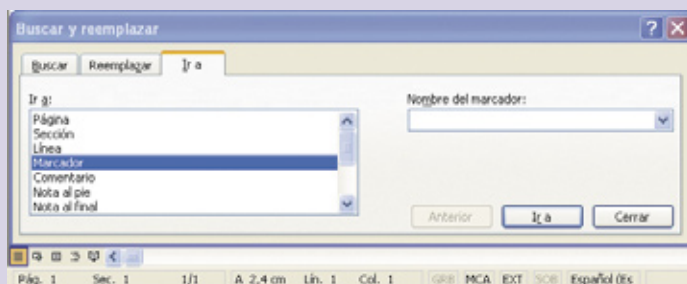 Buscar y reemplazar
Buscar Reemplazar Ir a
Ir a: Nombre del marcador:
Página
Sección
Línea
Marcador
Comentario
Nota al pie
Nota al final
Anterior Ir a Cerrar
Pág. 1 Sec. 1 1/1 A 2,4 cm Lín. 1 Col. 1 GRB MCA EXT SOB Español (Es